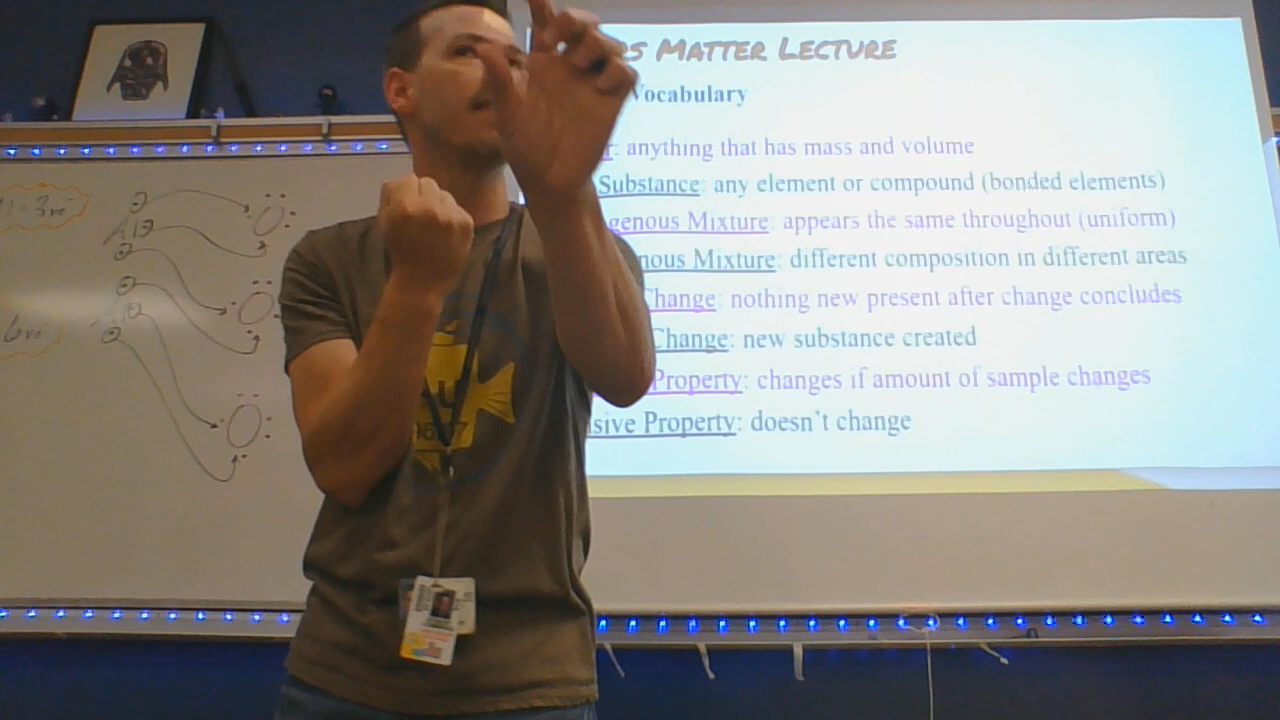 rs Matter Lecture
Vocabulary
r: anything that has mass and volume
Substance: any element or compound (bonded elements)
genous Mixture: appears the same throughout (uniform)
nous Mixture: different composition in different areas
Change: nothing new present after change concludes
Change: new substance created
Property: changes if amount of sample changes
sive Property: doesn't change